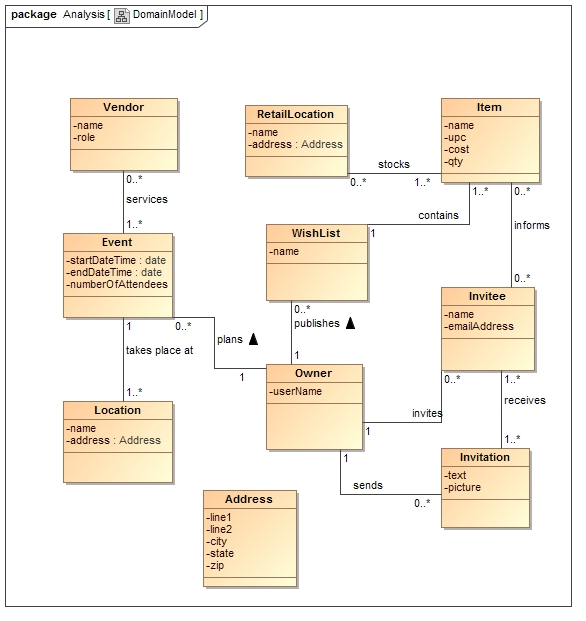 package Analysis [ DomainModel ]
Vendor
-name
-role
0..*
services
1..*
Event
-startDateTime : date
-endDateTime : date
-numberOfAttendees
1
0..*
takes place at
plans
1
1..*
Location
-name
-address : Address
RetailLocation
-name
-address : Address
stocks
0..*
1..*
Item
-name
-upc
-cost
-qty
1..*
0..*
contains
1
informs
WishList
-name
0..*
publishes
1
0..*
Invitee
-name
-emailAddress
0..*
1..*
receives
Owner
-userName
invites
1
1
sends
0..*
1..*
Invitation
-text
-picture
Address
-line1
-line2
-city
-state
-zip